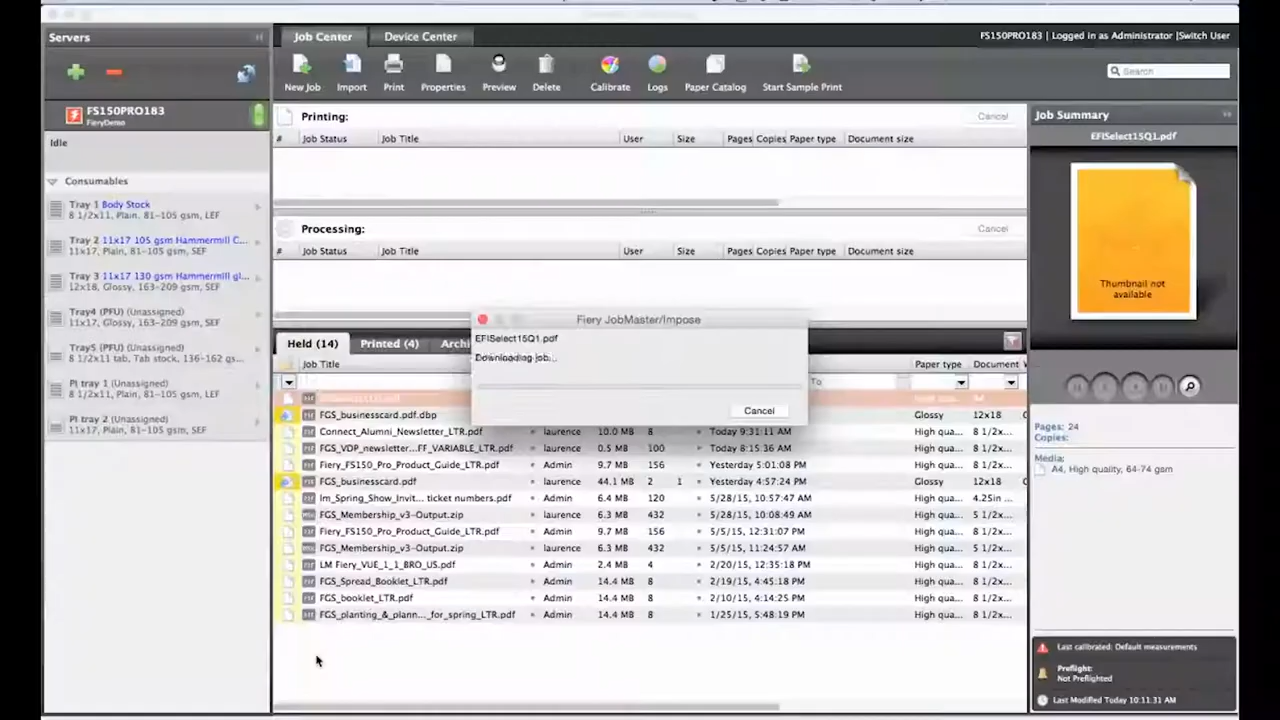 Servers
Job Center
Device Center
FS150PRO183 | Logged in as Administrator |Switch User
New Job
Import
Print
Properties
Preview
Delete
Calibrate
Logs
Paper Catalog
Start Sample Print
Search
FS150PRO183
FieryDemo
Idle
Consumables
Tray 1 Body Stock
8 1/2x11, Plain, 81-105 gsm, LEF
Tray 2 11x17 105 gsm Hammermill C...
11x17, Plain, 81-105 gsm, SEF
Tray 3 11x17 130 gsm Hammermill gl...
12x18, Glossy, 163-209 gsm, SEF
Tray4 (PFU) (Unassigned)
11x17, Glossy, 163-209 gsm, SEF
Tray5 (PFU) (Unassigned)
8 1/2x11 tab, Tab stock, 136-162 gs...
PI tray 1 (Unassigned)
8 1/2x11, Plain, 81-105 gsm, SEF
PI tray 2 (Unassigned)
11x17, Plain, 81-105 gsm, SEF
Printing:
Cancel
# Job Status Job Title User Size Pages Copies Paper type Document size
Processing:
Cancel
# Job Status Job Title User Size Pages Copies Paper type Document size
Fiery JobMaster/Impose
EFISelect15Q1.pdf
Downloading job...
Cancel
Held (14)
Printed (4)
Archi
Job Title Paper type Document
To
FGS_businesscard.pdf.dbp Glossy 12x18
Connect_Alumni_Newsletter_LTR.pdf laurence 10.0 MB 8 Today 9:31:11 AM High qua... 8 1/2x...
FGS_VDP_newsletter...FF_VARIABLE_LTR.pdf laurence 0.5 MB 100 Today 8:15:36 AM High qua... 8 1/2x...
Fiery_FS150_Pro_Product_Guide_LTR.pdf Admin 9.7 MB 156 Yesterday 5:01:08 PM High qua... 8 1/2x...
FGS_businesscard.pdf laurence 44.1 MB 2 1 Yesterday 4:57:24 PM Glossy 12x18
Im_Spring_Show_Invit... ticket numbers.pdf Admin 6.4 MB 120 5/28/15, 10:57:47 AM High qua... 4.25in ...
FGS_Membership_v3-Output.zip laurence 6.3 MB 432 5/28/15, 10:08:49 AM High qua... 5 1/2x...
Fiery_FS150_Pro_Product_Guide_LTR.pdf Admin 9.7 MB 156 5/5/15, 12:31:07 PM High qua... 8 1/2x...
FGS_Membership_v3-Output.zip laurence 6.3 MB 432 5/5/15, 11:24:57 AM High qua... 5 1/2x...
LM Fiery_VUE_1_1_BRO_US.pdf Admin 2.4 MB 4 2/20/15, 12:35:18 PM High qua... 8 1/2x...
FGS_Spread_Booklet_LTR.pdf Admin 14.4 MB 8 2/19/15, 4:45:18 PM High qua... 8 1/2x...
FGS_booklet_LTR.pdf Admin 14.4 MB 8 2/10/15, 4:14:25 PM High qua... 8 1/2x...
FGS_planting_&_plann..._for_spring_LTR.pdf Admin 14.4 MB 8 1/25/15, 5:48:19 PM High qua... 8 1/2x...
Job Summary
EFISelect15Q1.pdf
Thumbnail not
available
Pages: 24
Copies:
Media:
A4, High quality, 64-74 gsm
Last calibrated: Default measurements
Preflight:
Not Preflighted
Last Modified Today 10:11:31 AM